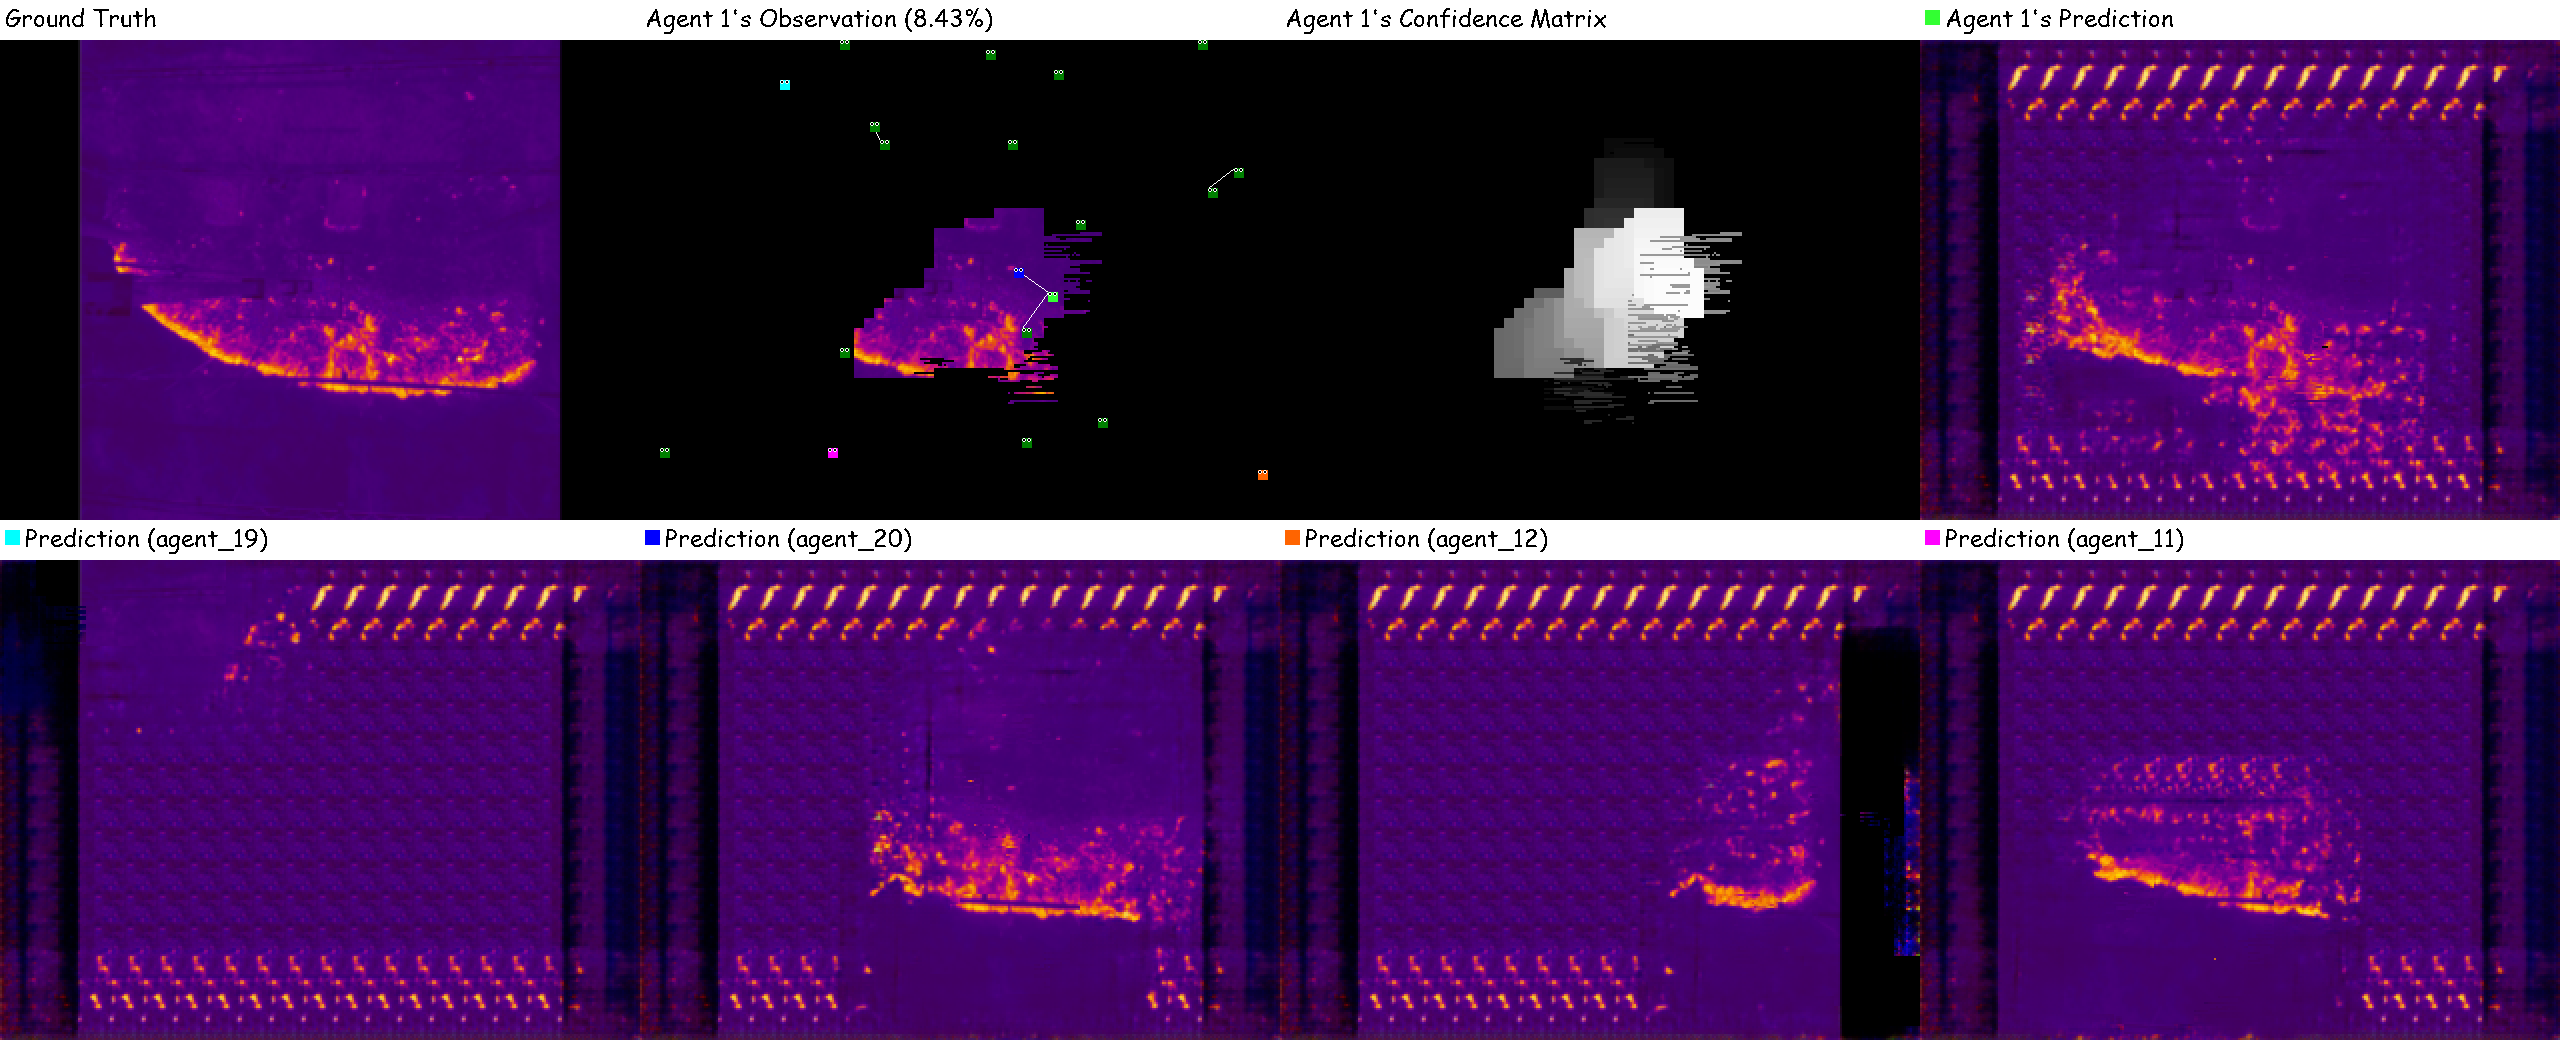 Ground Truth
Agent 1's Observation (8.43%)
Agent 1's Confidence Matrix
Agent 1's Prediction
Prediction (agent_19)
Prediction (agent_20)
Prediction (agent_12)
Prediction (agent_11)